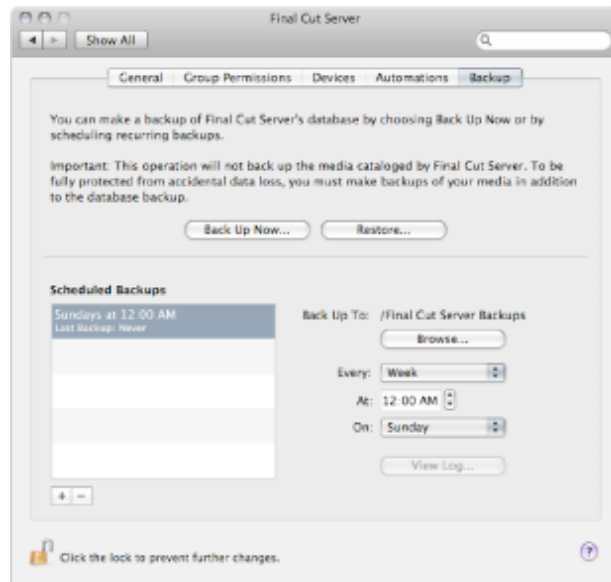 Final Cut Server
Show All
General Group Permissions Devices Automations Backup
You can make a backup of Final Cut Server's database by choosing Back Up Now or by
scheduling recurring backups.
Important: This operation will not back up the media cataloged by Final Cut Server. To be
fully protected from accidental data loss, you must make backups of your media in addition
to the database backup.
Back Up Now... Restore...
Scheduled Backups
Sundays at 12:00 AM
Last Backup: Never
Back Up To: /Final Cut Server Backups
Browse...
Every: Week
At: 12:00 AM
On: Sunday
View Log...
+ −
Click the lock to prevent further changes.
?